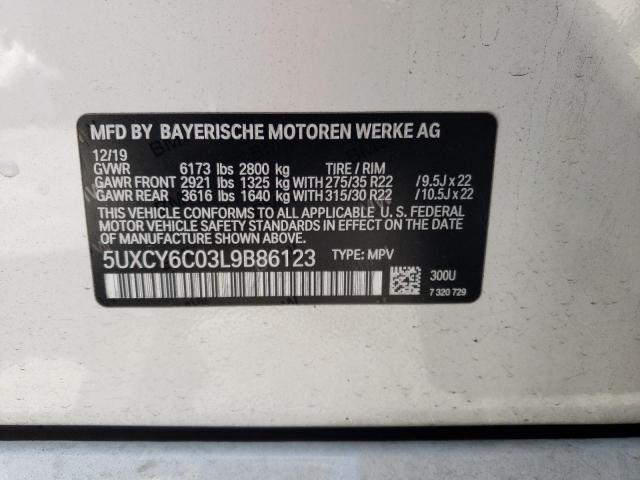 MFD BY BAYERISCHE MOTOREN WERKE AG
12/19
GVWR 6173 lbs 2800 kg TIRE / RIM
GAWR FRONT 2921 lbs 1325 kg WITH 275/35 R22 / 9.5J x 22
GAWR REAR 3616 lbs 1640 kg WITH 315/30 R22 / 10.5J x 22
THIS VEHICLE CONFORMS TO ALL APPLICABLE U. S. FEDERAL
MOTOR VEHICLE SAFETY AND THEFT PREVENTION STANDARDS IN EFFECT ON THE DATE OF MANUFACTURE SHOWN ABOVE.
5UXCY6C03L9B86123 TYPE: MPV
300U
7 320 729